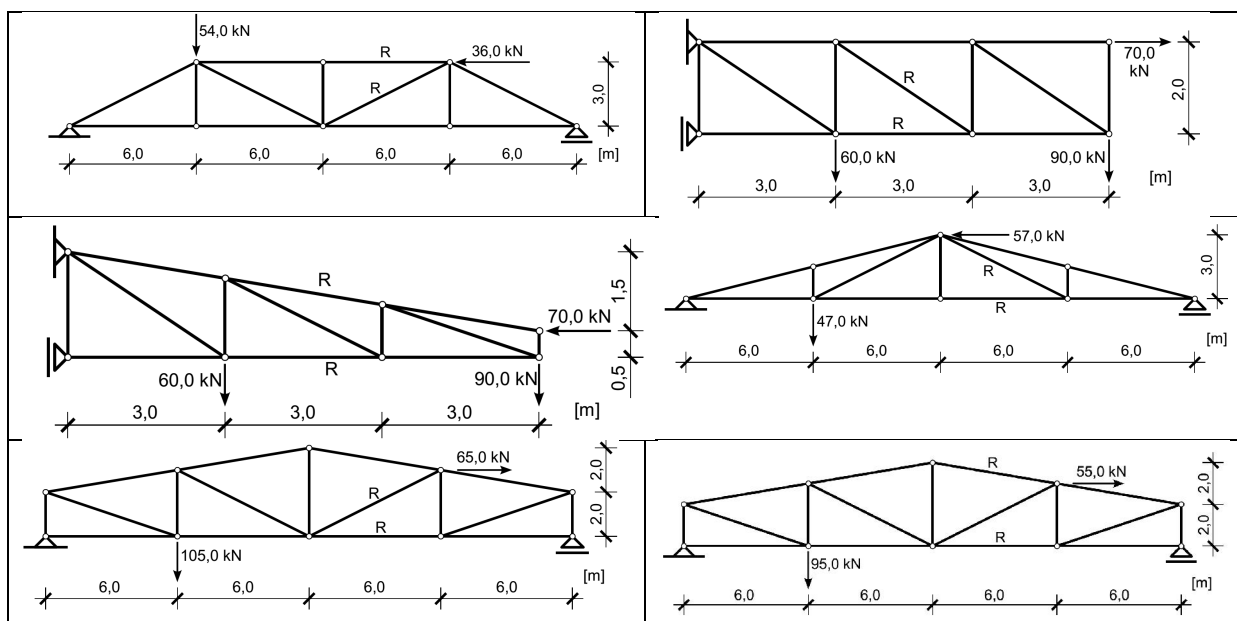 54,0 kN
R
36,0 kN
R
3,0
6,0 6,0 6,0 6,0 [m]
70,0
kN
R
2,0
R
60,0 kN 90,0 kN
3,0 3,0 3,0 [m]
R
1,5
70,0 kN
R
60,0 kN 90,0 kN
0,5
3,0 3,0 3,0 [m]
57,0 kN
R
3,0
R
47,0 kN
[m]
6,0 6,0 6,0 6,0
65,0 kN
2,0
R
2,0
R
105,0 kN
[m]
6,0 6,0 6,0 6,0
R
55,0 kN
2,0
2,0
R
95,0 kN
[m]
6,0 6,0 6,0 6,0